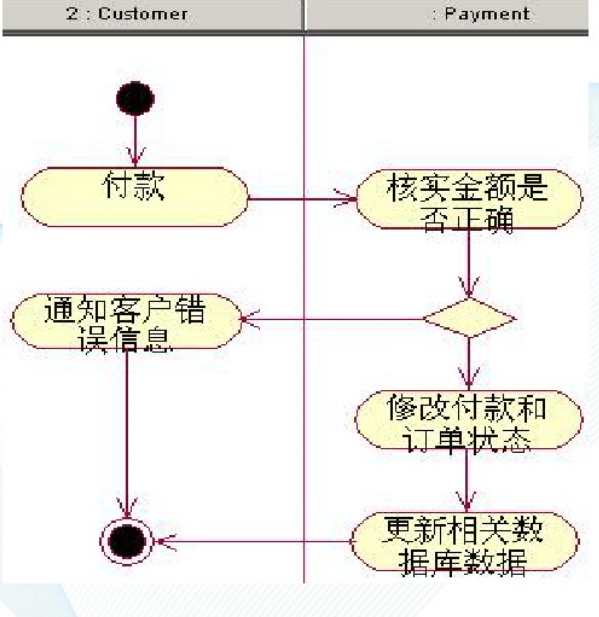 2 : Customer
: Payment
付款
核实金额是
否正确
通知客户错
误信息
修改付款和
订单状态
更新相关数
据库数据